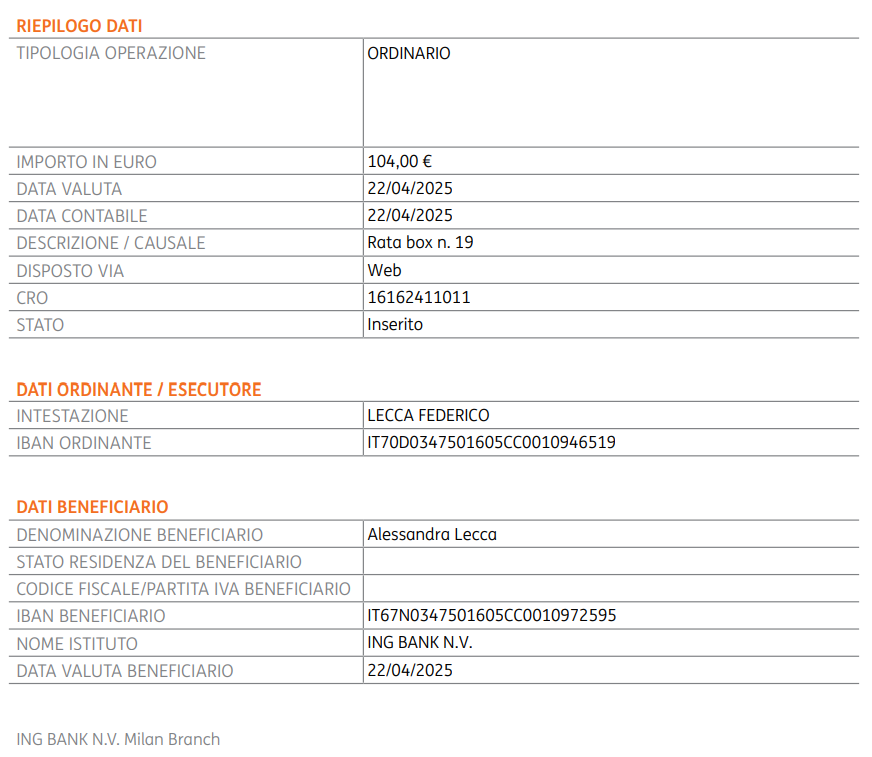 RIEPILOGO DATI
TIPOLOGIA OPERAZIONE ORDINARIO
IMPORTO IN EURO 104,00 €
DATA VALUTA 22/04/2025
DATA CONTABILE 22/04/2025
DESCRIZIONE / CAUSALE Rata box n. 19
DISPOSTO VIA Web
CRO 16162411011
STATO Inserito
DATI ORDINANTE / ESECUTORE
INTESTAZIONE LECCA FEDERICO
IBAN ORDINANTE IT70D0347501605CC0010946519
DATI BENEFICIARIO
DENOMINAZIONE BENEFICIARIO Alessandra Lecca
STATO RESIDENZA DEL BENEFICIARIO
CODICE FISCALE/PARTITA IVA BENEFICIARIO
IBAN BENEFICIARIO IT67N0347501605CC0010972595
NOME ISTITUTO ING BANK N.V.
DATA VALUTA BENEFICIARIO 22/04/2025
ING BANK N.V. Milan Branch